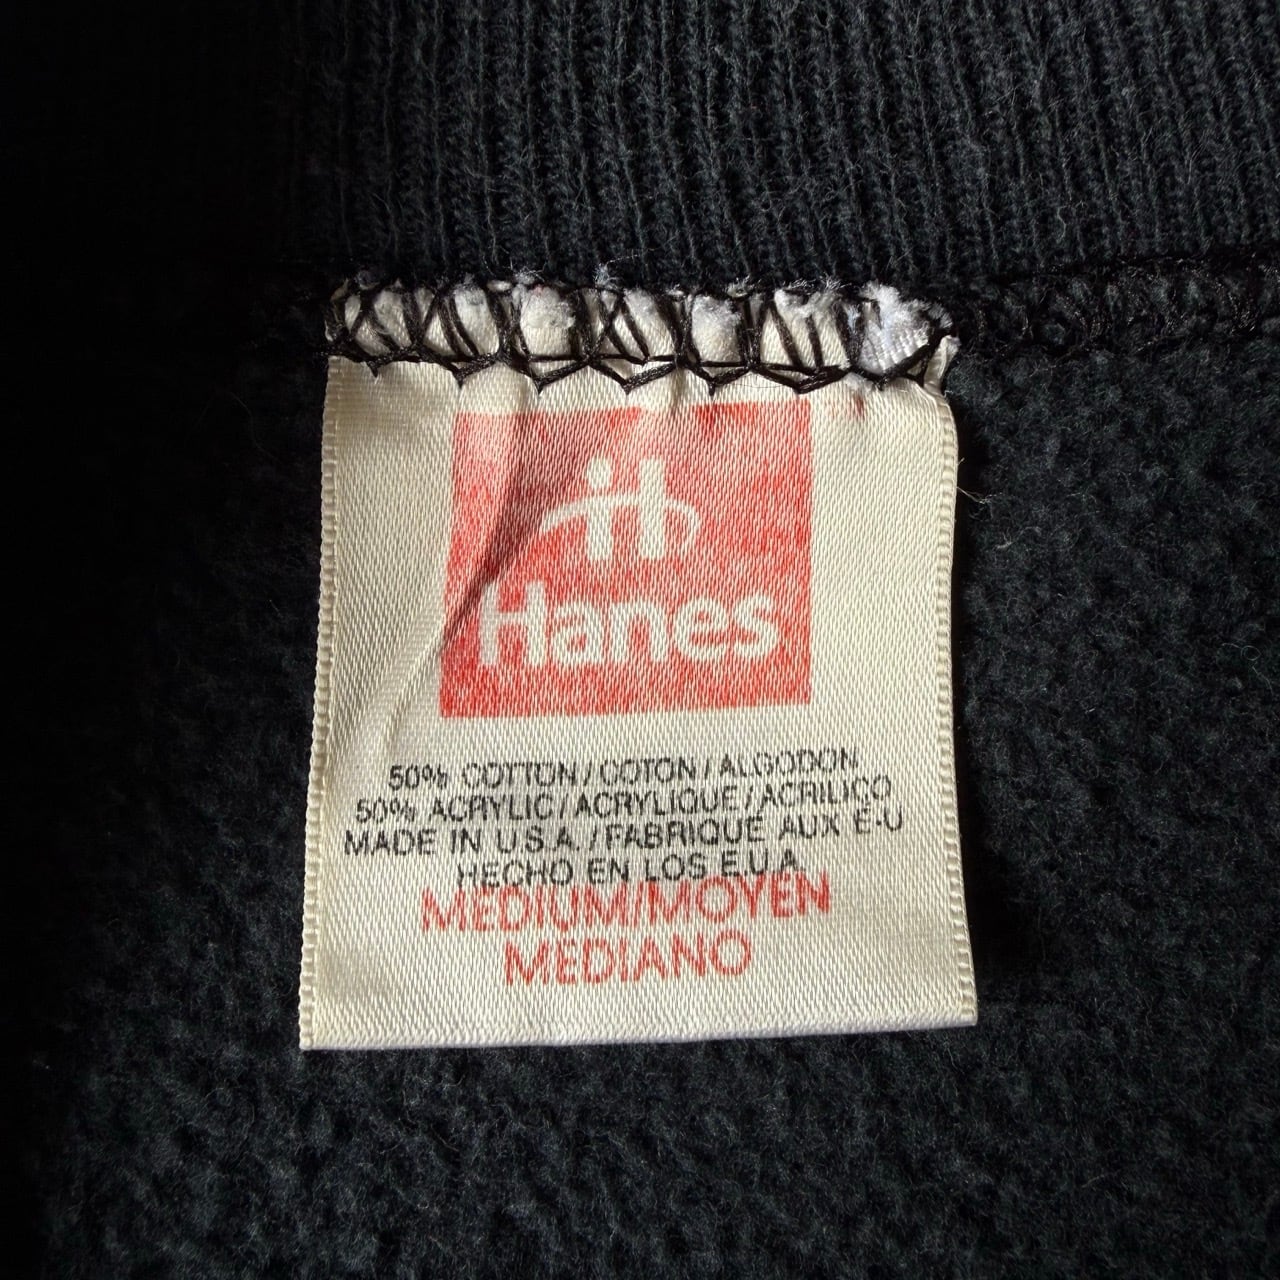 Hanes
50% COTTON/COTON/ALGODON
50% ACRYLIC/ACRYLIQUE/ACRILICO
MADE IN U.S.A./FABRIQUE AUX É-U
HECHO EN LOS E.U.A.
MEDIUM/MOYEN
MEDIANO